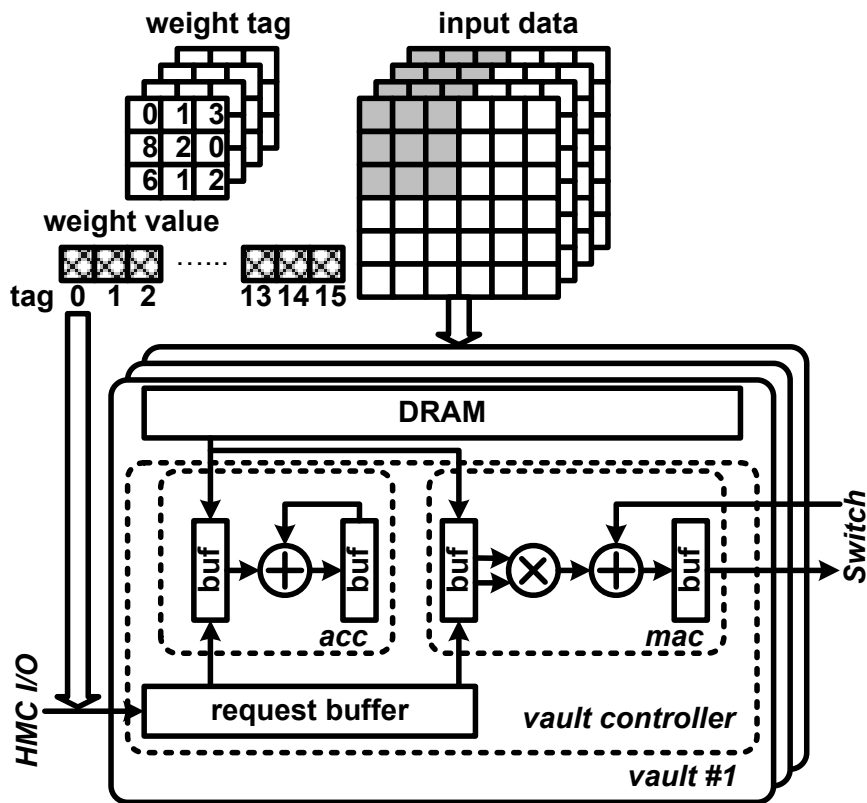 weight tag
input data
0 1 3
8 2 0
6 1 2
weight value
......
tag 0 1 2 13 14 15
DRAM
buf
buf
buf
buf
acc
mac
Switch
HMC I/O
request buffer
vault controller
vault #1